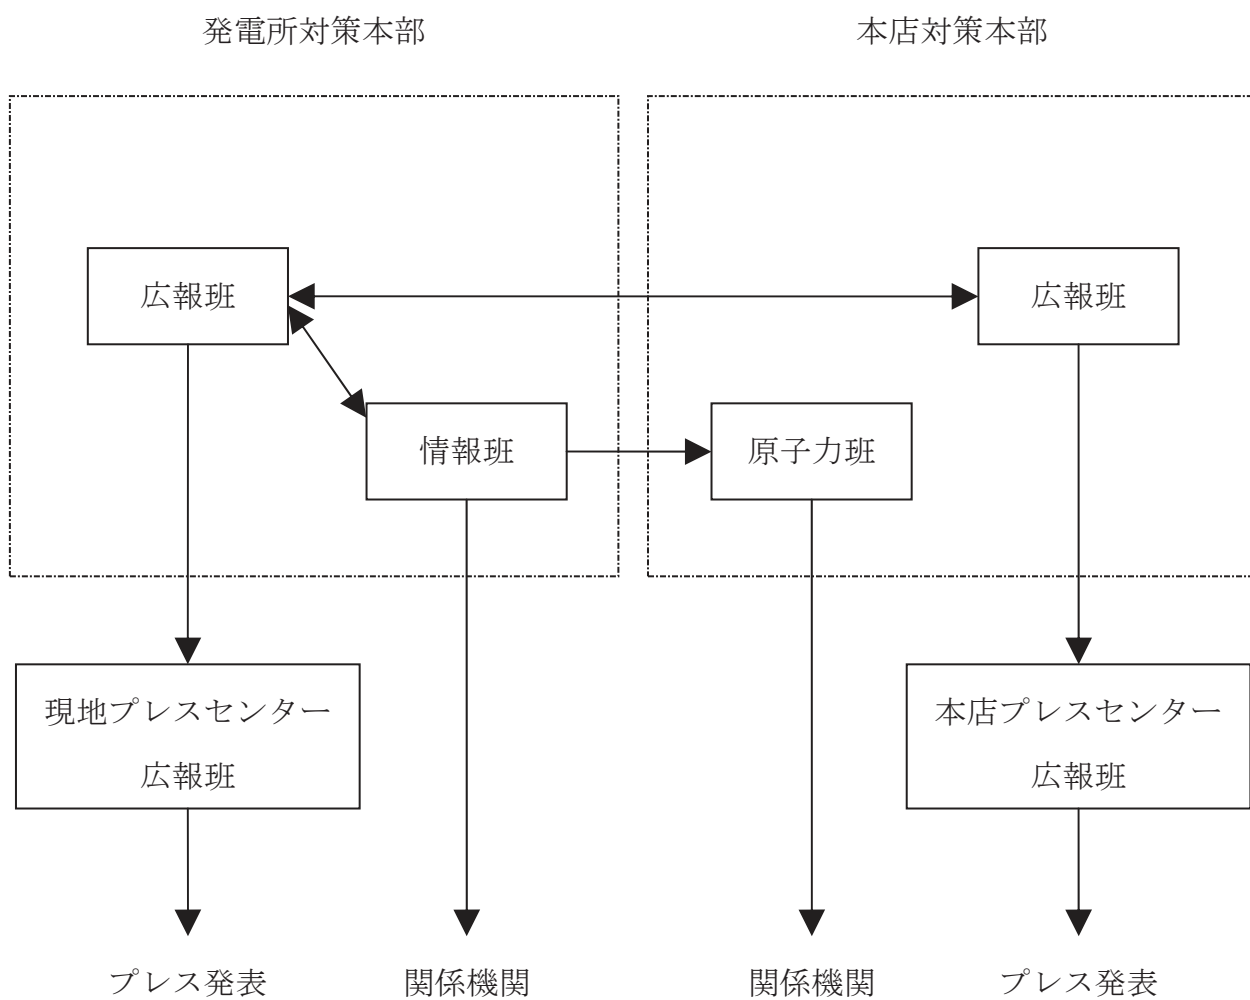 発電所対策本部
本店対策本部
広報班
広報班
情報班
原子力班
現地プレスセンター
広報班
本店プレスセンター
広報班
プレス発表
関係機関
関係機関
プレス発表